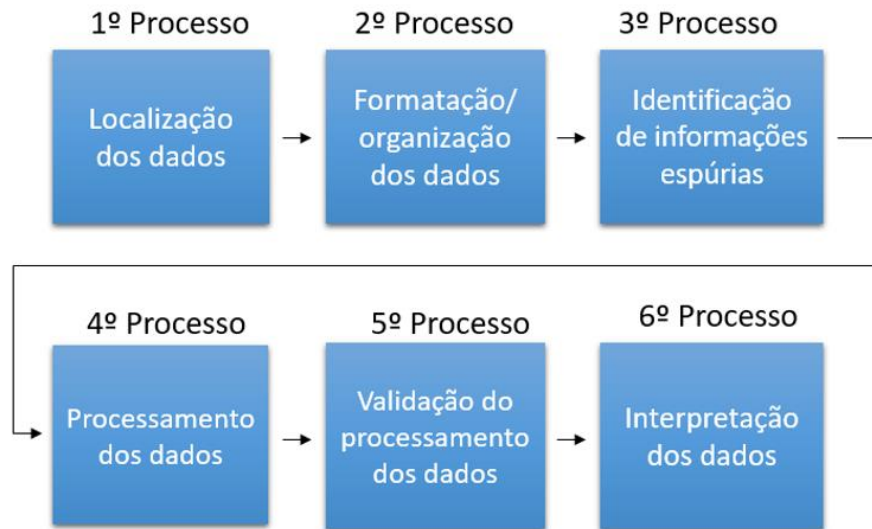 1º Processo
2º Processo
3º Processo
Localização
dos dados
Formatação/
organização
dos dados
Identificação
de informações
espúrias
4º Processo
5º Processo
6º Processo
Processamento
dos dados
Validação do
processamento
dos dados
Interpretação
dos dados